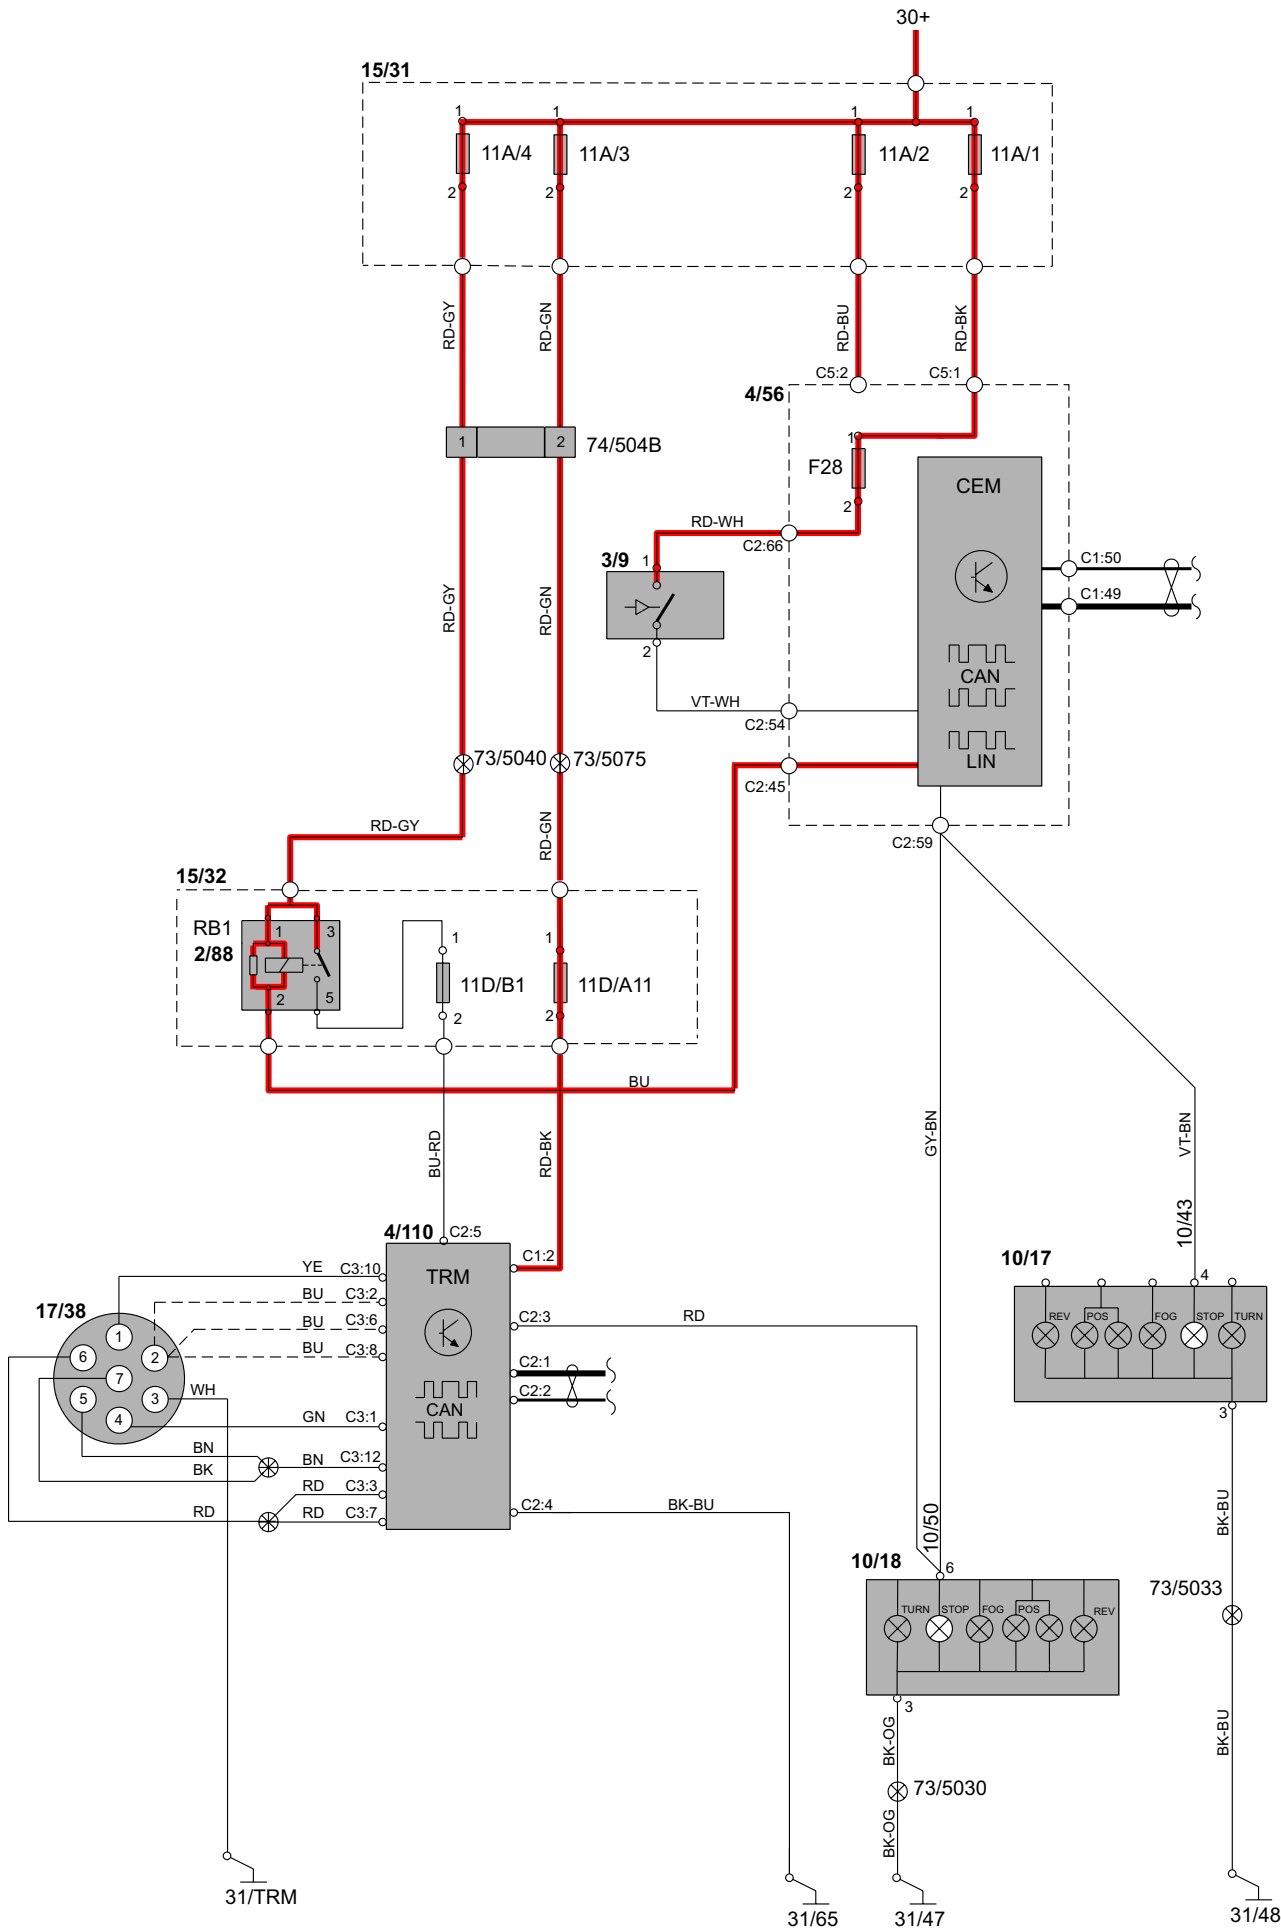 30+
15/31
1 1 1 1
11A/4 11A/3 11A/2 11A/1
2 2 2 2
RD-GY RD-GN RD-BU RD-BK
C5:2 C5:1
4/56
1 2 74/504B
1
F28
2
CEM
RD-WH
C2:66
3/9 1
2
C1:50
C1:49
RD-GY RD-GN
CAN
VT-WH
C2:54
LIN
73/5040 73/5075
C2:45
RD-GY
RD-GN
C2:59
15/32
RB1
2/88
1 3
2 5
1 11D/B1 2
1 11D/A11 2
BU
BU-RD RD-BK
GY-BN VT-BN
4/110 C2:5
C1:2
TRM
YE C3:10
BU C3:2
BU C3:6
BU C3:8
17/38
1
6 2
7
5 3
4
WH
GN C3:1
BN BN C3:12
BK
RD C3:3
RD RD C3:7
C2:3 RD
C2:1
C2:2
CAN
C2:4 BK-BU
10/43
10/17 4
REV POS FOG STOP TURN
3
BK-BU
10/50
10/18 6
TURN STOP FOG POS REV
3
73/5033
BK-OG
BK-BU
73/5030
BK-OG
31/TRM
31/65
31/47
31/48